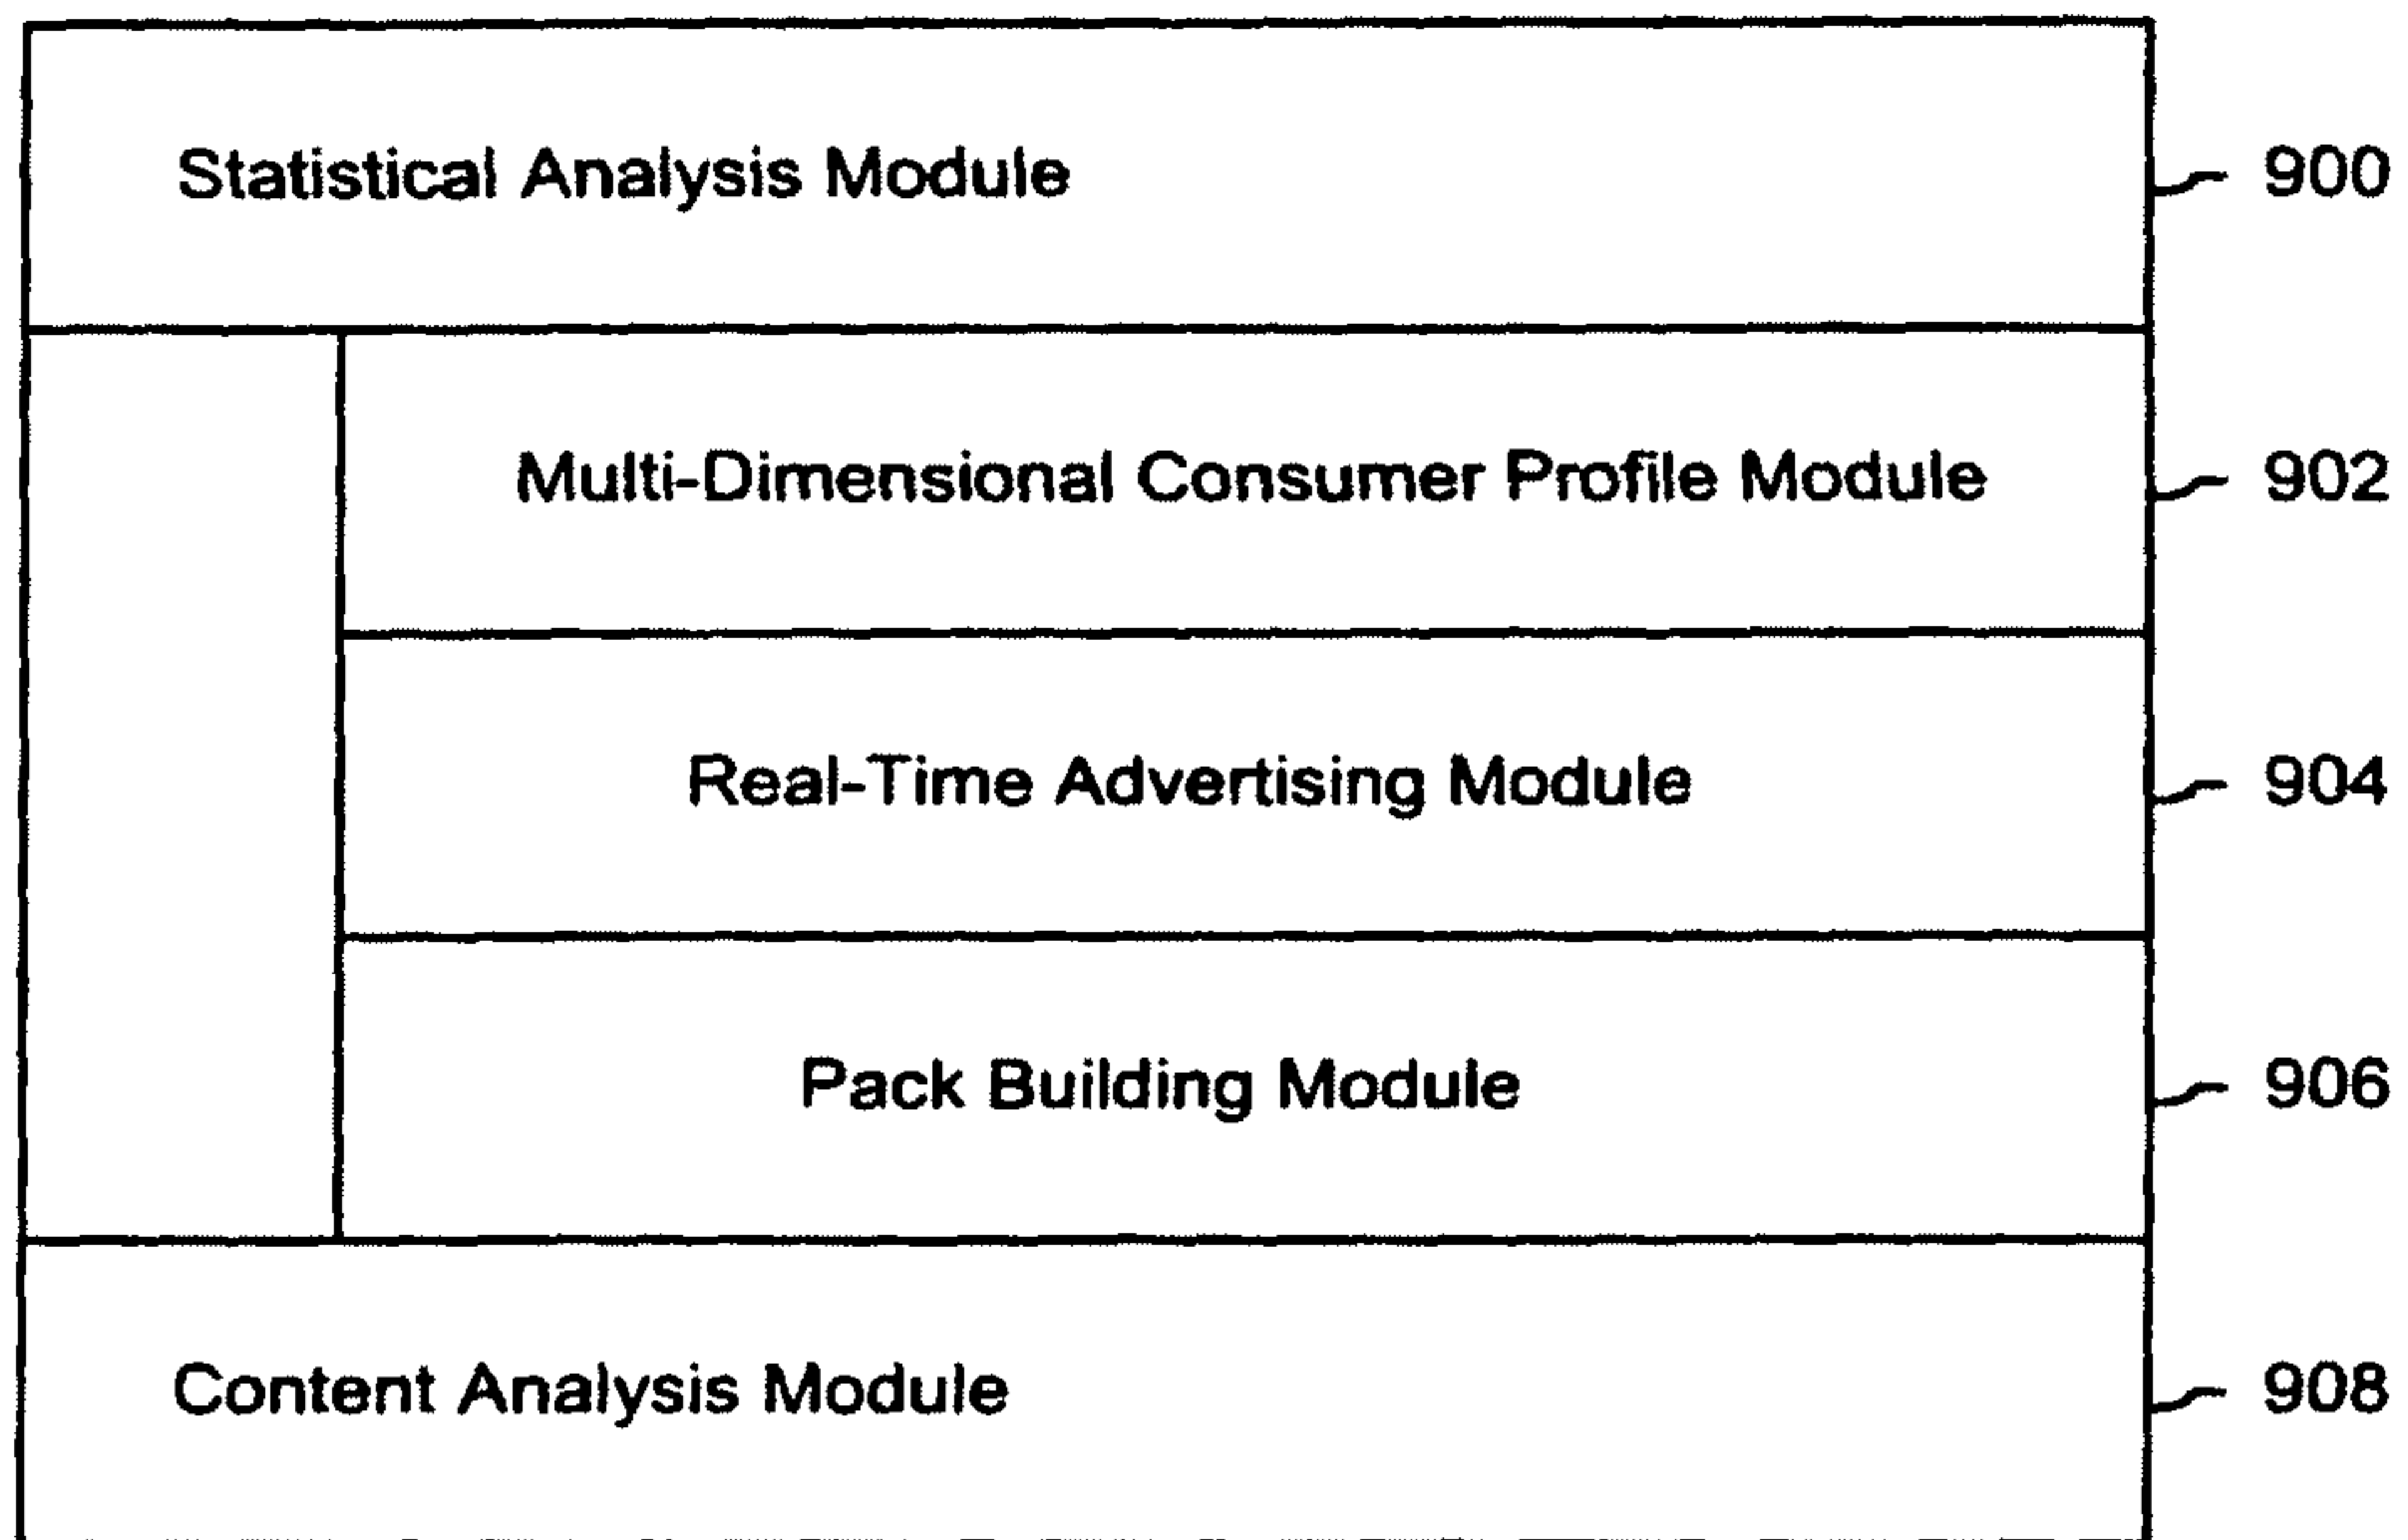 Statistical Analysis Module 900
Multi-Dimensional Consumer Profile Module 902
Real-Time Advertising Module 904
Pack Building Module 906
Content Analysis Module 908